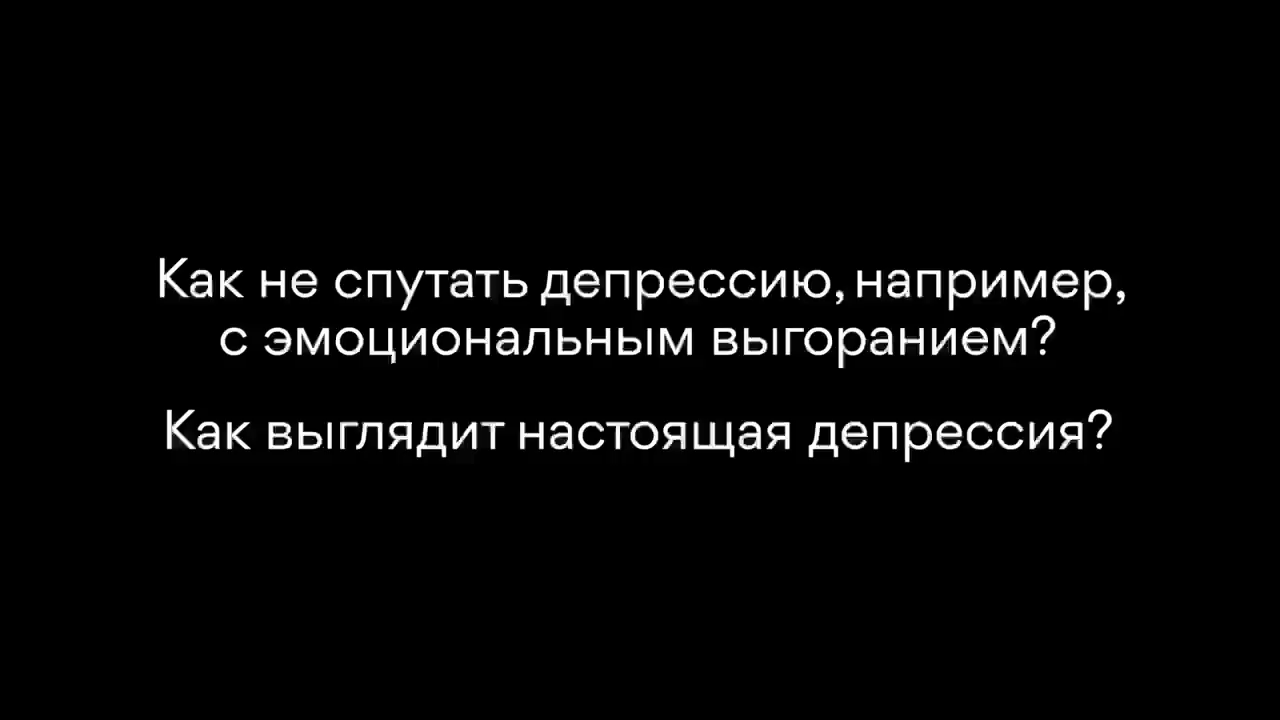 Как не спутать депрессию, например,
с эмоциональным выгоранием?
Как выглядит настоящая депрессия?